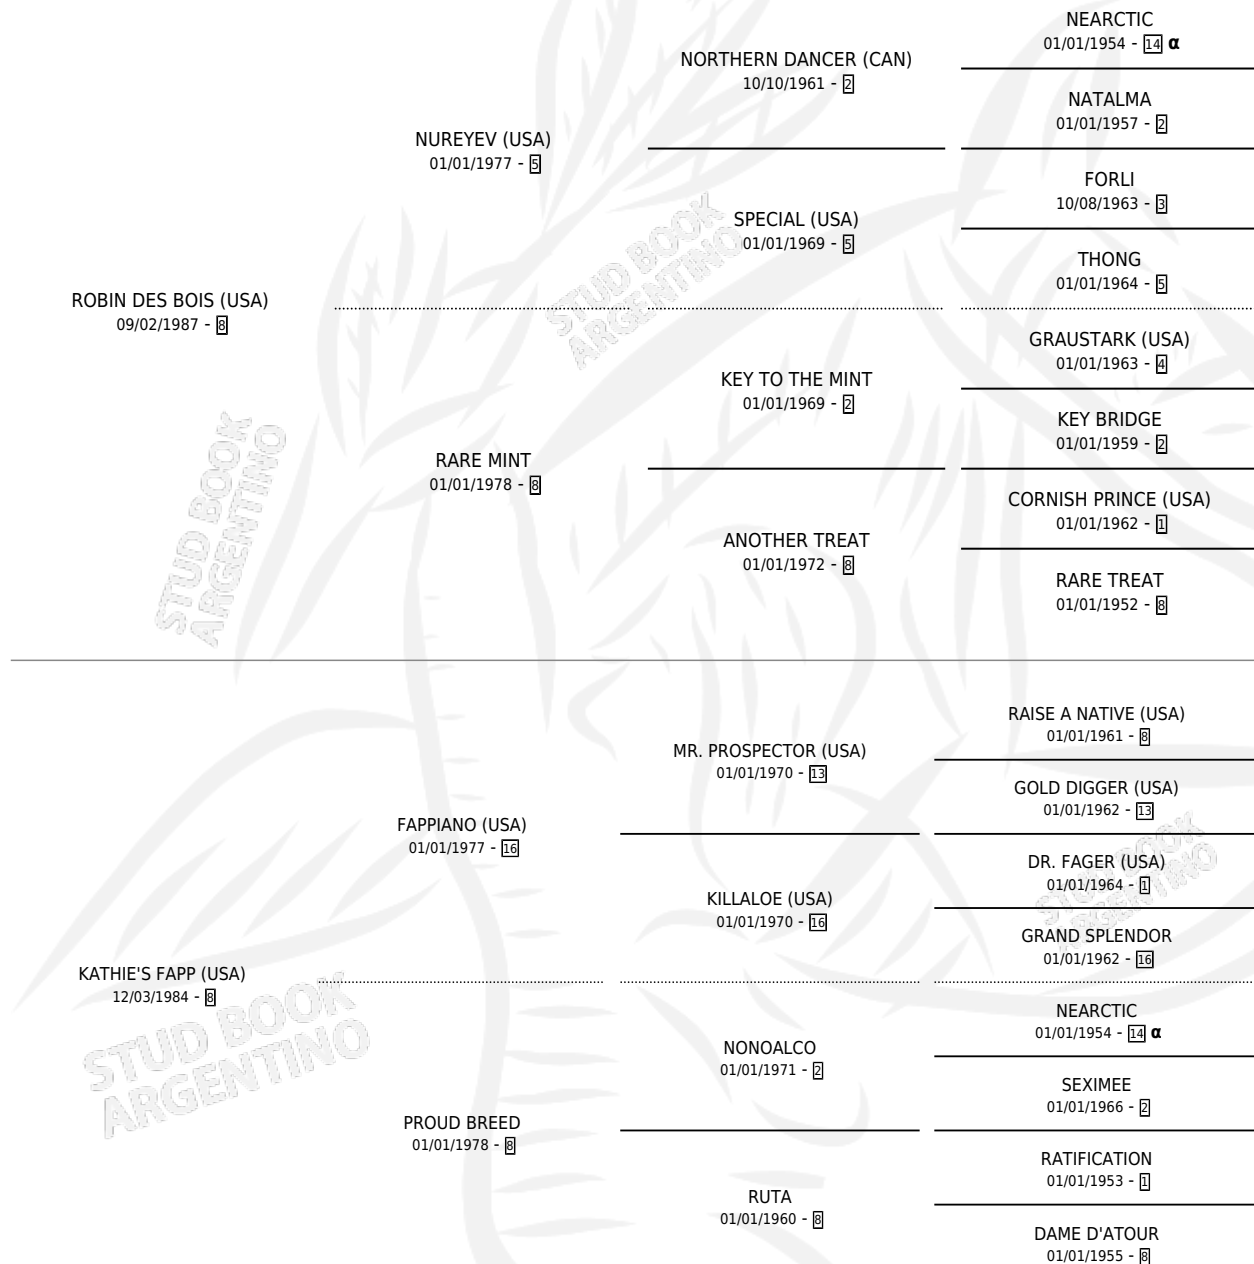 NEARCTIC
01/01/1954 - 14 α
NORTHERN DANCER (CAN)
10/10/1961 - 2
NATALMA
01/01/1957 - 2
NUREYEV (USA)
01/01/1977 - 5
FORLI
10/08/1963 - 3
SPECIAL (USA)
01/01/1969 - 5
THONG
01/01/1964 - 5
STUD BOOK
ARGENTINO
ROBIN DES BOIS (USA)
09/02/1987 - 8
GRAUSTARK (USA)
01/01/1963 - 4
KEY TO THE MINT
01/01/1969 - 2
KEY BRIDGE
01/01/1959 - 2
RARE MINT
01/01/1978 - 8
CORNISH PRINCE (USA)
01/01/1962 - 1
ANOTHER TREAT
01/01/1972 - 8
RARE TREAT
01/01/1952 - 8
STUD BOOK
ARGENTINO
RAISE A NATIVE (USA)
01/01/1961 - 8
MR. PROSPECTOR (USA)
01/01/1970 - 13
GOLD DIGGER (USA)
01/01/1962 - 13
FAPPIANO (USA)
01/01/1977 - 16
DR. FAGER (USA)
01/01/1964 - 1
KILLALOE (USA)
01/01/1970 - 16
GRAND SPLENDOR
01/01/1962 - 16
STUD BOOK
ARGENTINO
KATHIE'S FAPP (USA)
12/03/1984 - 8
NEARCTIC
01/01/1954 - 14 α
NONOALCO
01/01/1971 - 2
SEXIMEE
01/01/1966 - 2
PROUD BREED
01/01/1978 - 8
RATIFICATION
01/01/1953 - 1
RUTA
01/01/1960 - 8
DAME D'ATOUR
01/01/1955 - 8
STUD BOOK
ARGENTINO